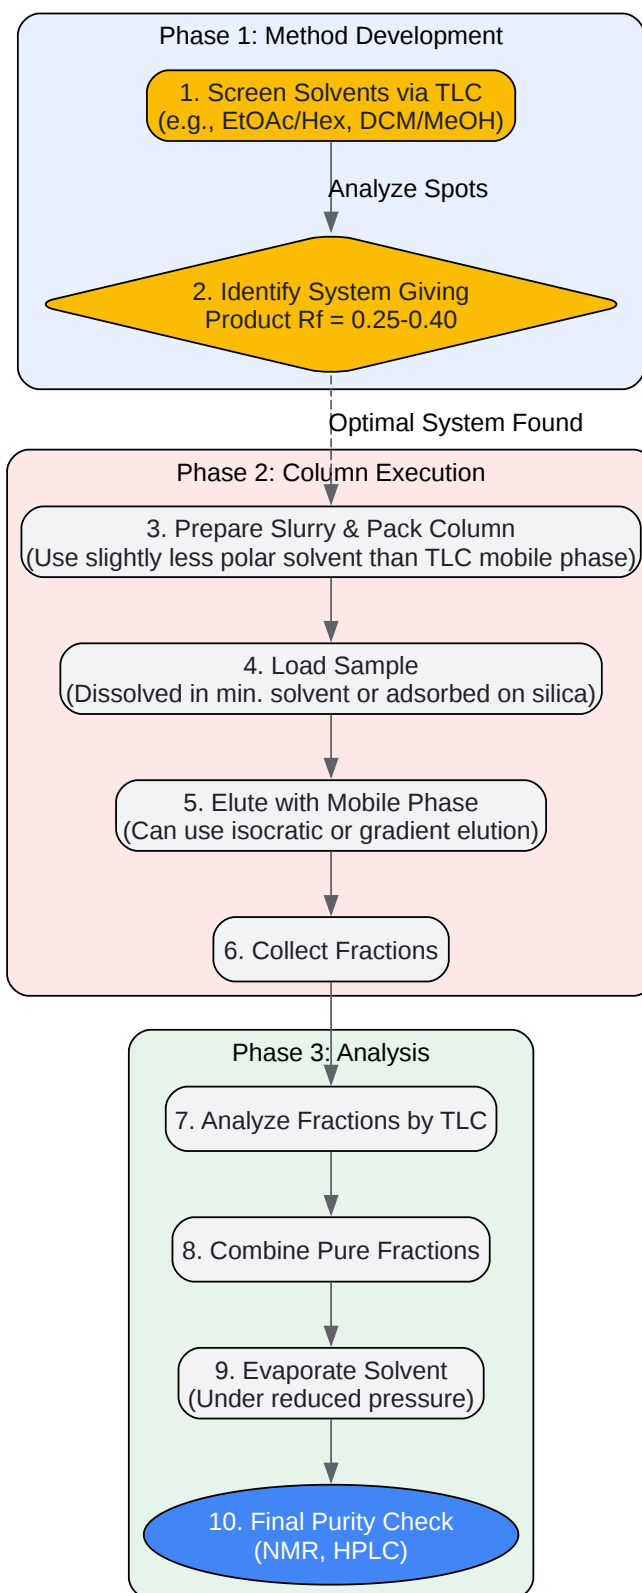 Phase 1: Method Development
1. Screen Solvents via TLC
(e.g., EtOAc/Hex, DCM/MeOH)
Analyze Spots
2. Identify System Giving
Product Rf = 0.25-0.40
Optimal System Found
Phase 2: Column Execution
3. Prepare Slurry & Pack Column
(Use slightly less polar solvent than TLC mobile phase)
4. Load Sample
(Dissolved in min. solvent or adsorbed on silica)
5. Elute with Mobile Phase
(Can use isocratic or gradient elution)
6. Collect Fractions
Phase 3: Analysis
7. Analyze Fractions by TLC
8. Combine Pure Fractions
9. Evaporate Solvent
(Under reduced pressure)
10. Final Purity Check
(NMR, HPLC)